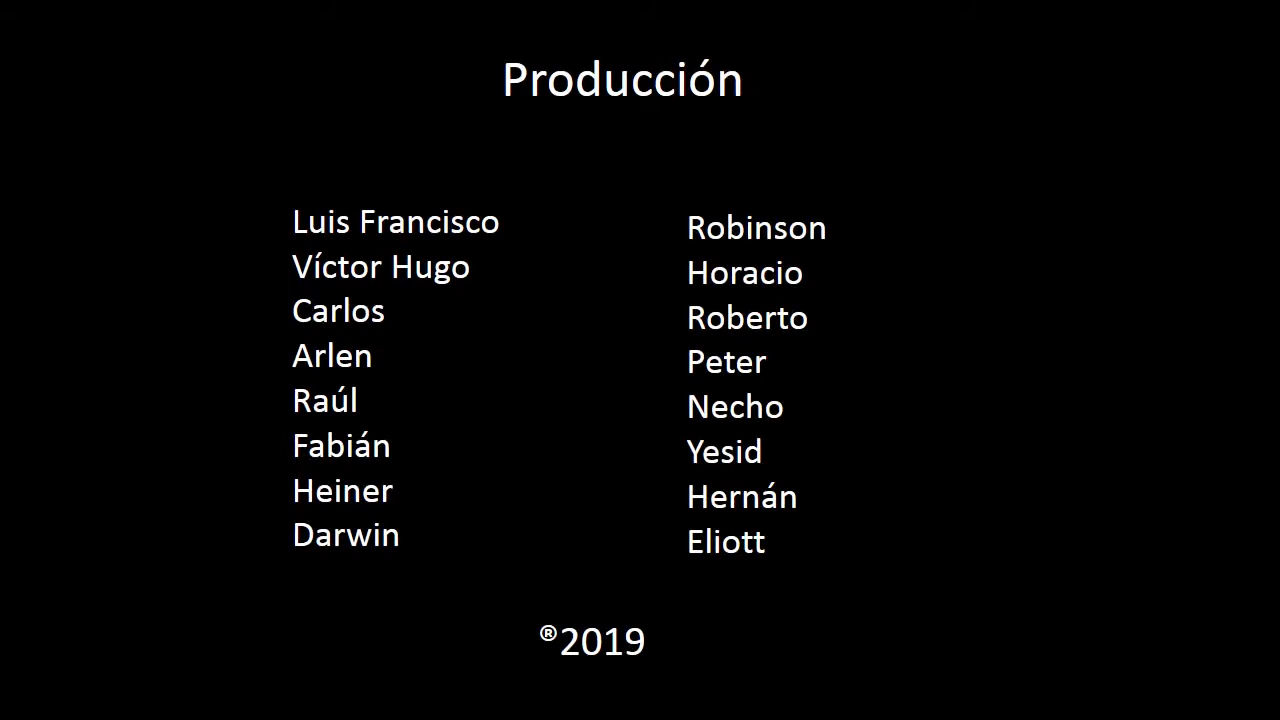 Producción
Luis Francisco
Víctor Hugo
Carlos
Arlen
Raúl
Fabián
Heiner
Darwin
Robinson
Horacio
Roberto
Peter
Necho
Yesid
Hernán
Eliott
®2019